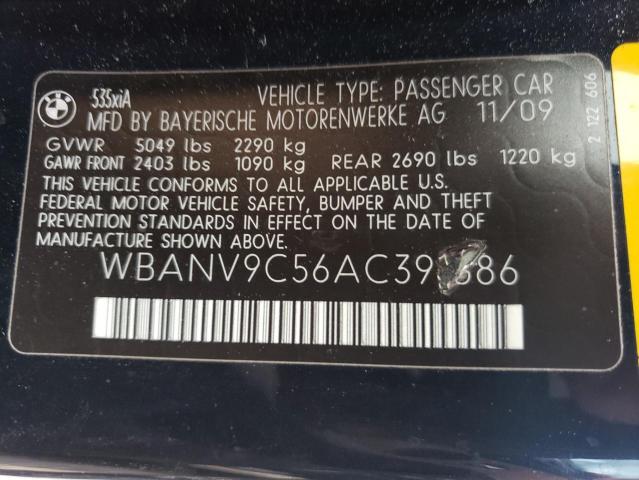 BMW
535xiA
VEHICLE TYPE: PASSENGER CAR
MFD BY BAYERISCHE MOTORENWERKE AG 11/09
GVWR 5049 lbs 2290 kg
GAWR FRONT 2403 lbs 1090 kg REAR 2690 lbs 1220 kg
THIS VEHICLE CONFORMS TO ALL APPLICABLE U.S.
FEDERAL MOTOR VEHICLE SAFETY, BUMPER AND THEFT
PREVENTION STANDARDS IN EFFECT ON THE DATE OF
MANUFACTURE SHOWN ABOVE.
2 122 606